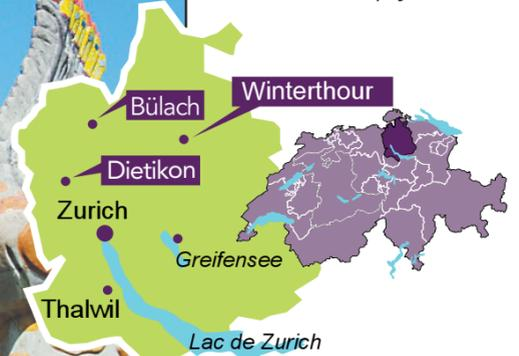 Winterthour
Bülach
Dietikon
Zurich
Greifensee
Thalwil
Lac de Zurich